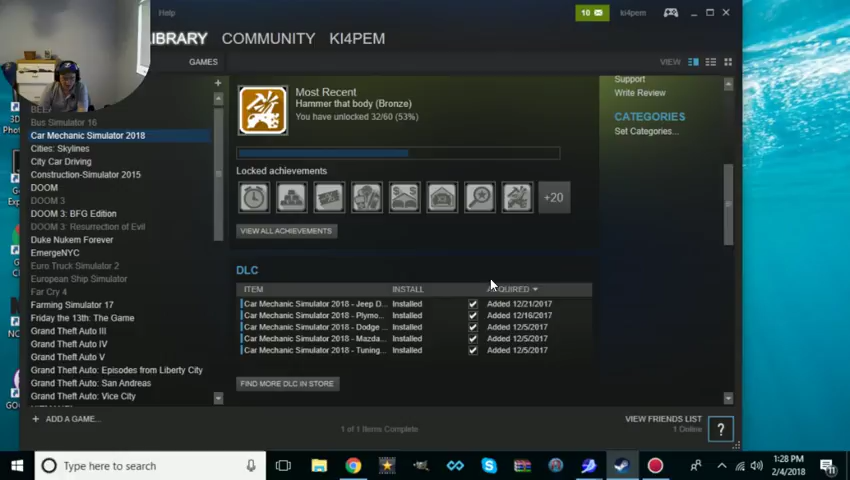 Help
10
ki4pem
LIBRARY COMMUNITY KI4PEM
GAMES
VIEW
Bus Simulator 16
Car Mechanic Simulator 2018
Cities: Skylines
City Car Driving
Construction-Simulator 2015
DOOM
DOOM 3
DOOM 3: BFG Edition
DOOM 3: Resurrection of Evil
Duke Nukem Forever
EmergeNYC
Euro Truck Simulator 2
European Ship Simulator
Far Cry 4
Farming Simulator 17
Friday the 13th: The Game
Grand Theft Auto III
Grand Theft Auto IV
Grand Theft Auto V
Grand Theft Auto: Episodes from Liberty City
Grand Theft Auto: San Andreas
Grand Theft Auto: Vice City
+ ADD A GAME...
Most Recent
Hammer that body (Bronze)
You have unlocked 32/60 (53%)
Locked achievements
+20
VIEW ALL ACHIEVEMENTS
DLC
ITEM INSTALL ACQUIRED
Car Mechanic Simulator 2018 - Jeep D... Installed Added 12/21/2017
Car Mechanic Simulator 2018 - Plymo... Installed Added 12/16/2017
Car Mechanic Simulator 2018 - Dodge ... Installed Added 12/5/2017
Car Mechanic Simulator 2018 - Mazda... Installed Added 12/5/2017
Car Mechanic Simulator 2018 - Tuning... Installed Added 12/5/2017
FIND MORE DLC IN STORE
Support
Write Review
CATEGORIES
Set Categories...
1 of 1 Items Complete
VIEW FRIENDS LIST
1 Online
?
Type here to search
1:28 PM
2/4/2018